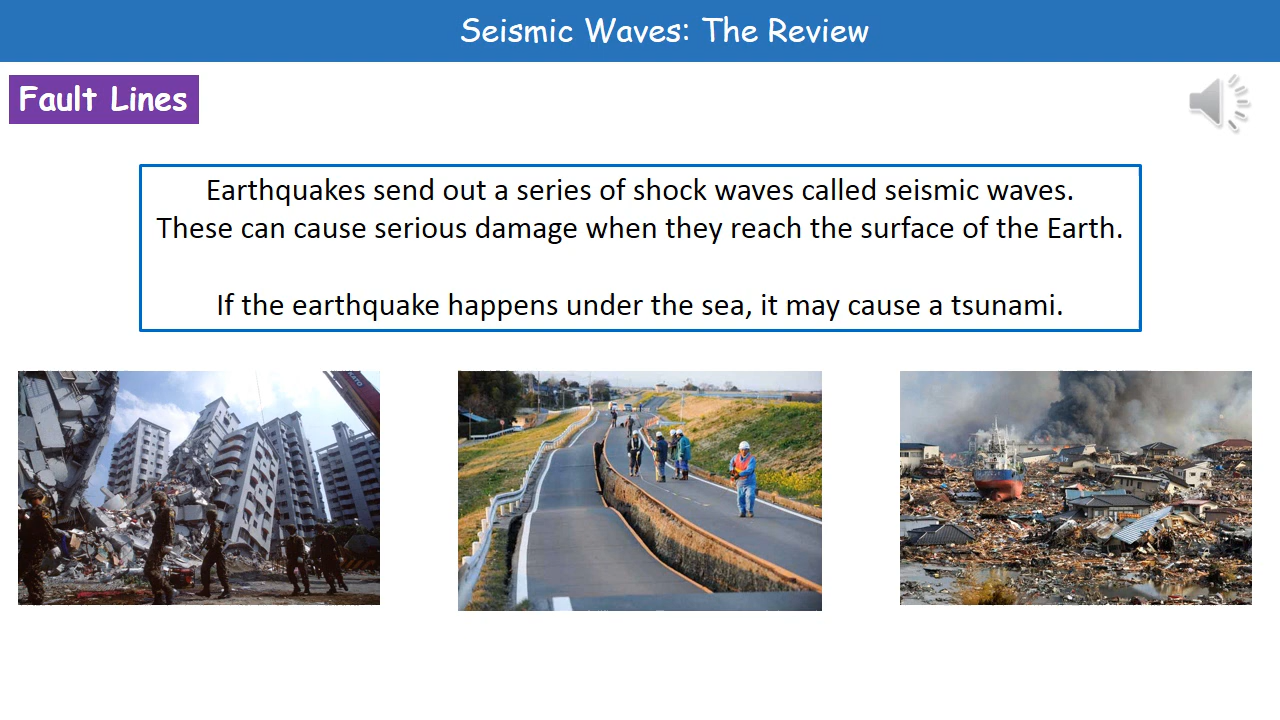 Seismic Waves: The Review
Fault Lines
Earthquakes send out a series of shock waves called seismic waves.
These can cause serious damage when they reach the surface of the Earth.
If the earthquake happens under the sea, it may cause a tsunami.